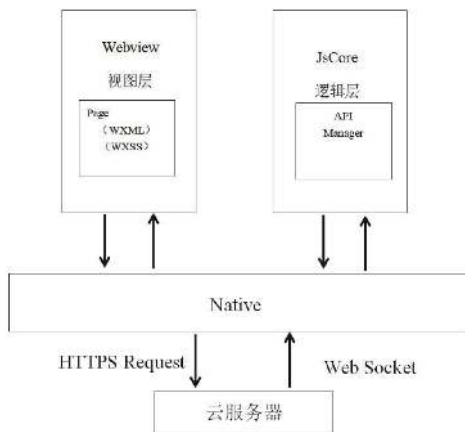 Webview
视图层
Page
（WXML）
（WXSS）
JsCore
逻辑层
API
Manager
Native
HTTPS Request
Web Socket
云服务器